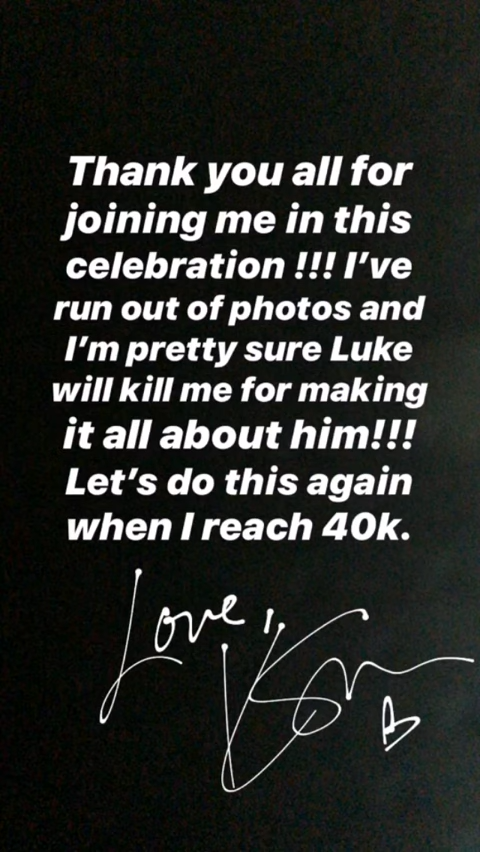 Thank you all for
joining me in this
celebration !!! I've
run out of photos and
I'm pretty sure Luke
will kill me for making
it all about him!!!
Let's do this again
when I reach 40k.
Love,